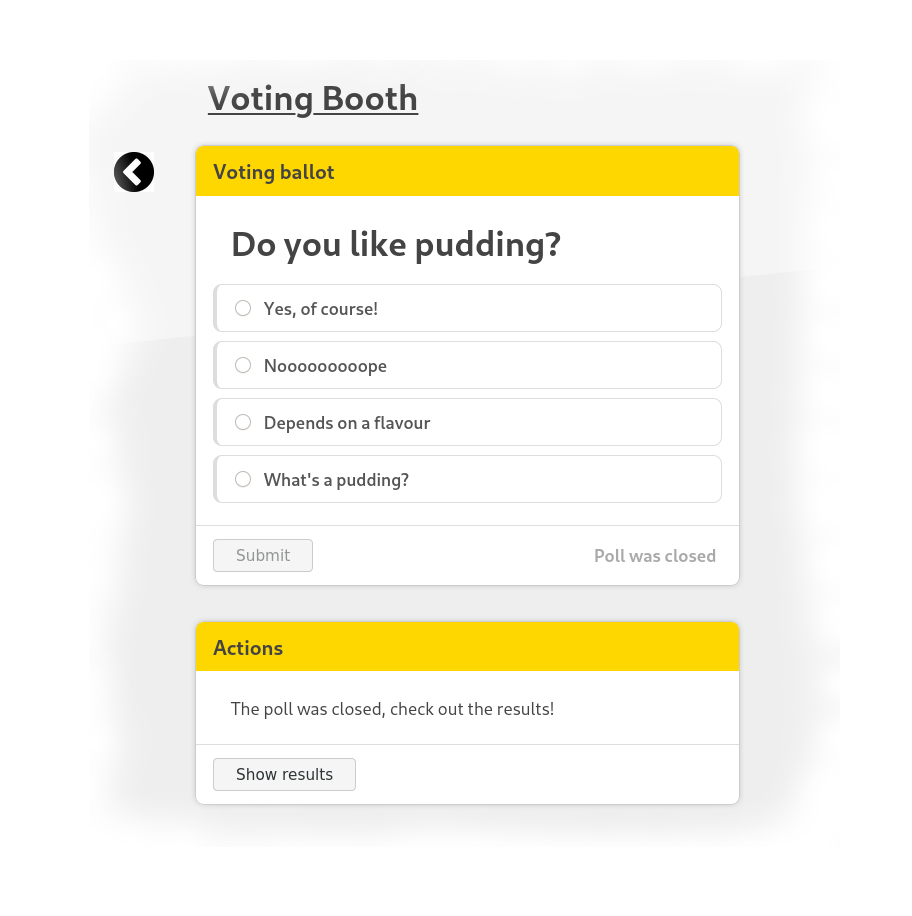 Voting Booth
Voting ballot
Do you like pudding?
Yes, of course!
Nooooooooope
Depends on a flavour
What's a pudding?
Submit
Poll was closed
Actions
The poll was closed, check out the results!
Show results